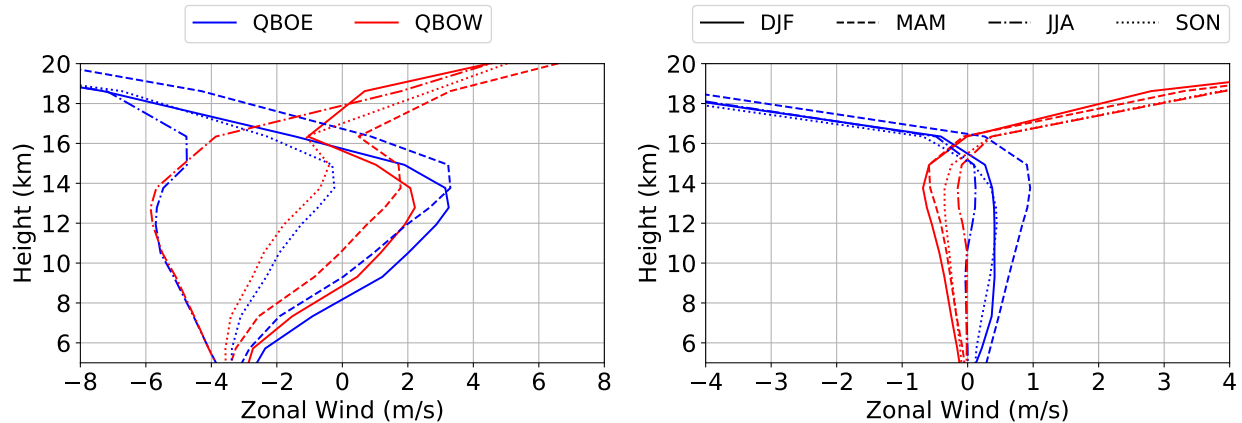 QBOE QBOW
DJF MAM JJA SON
20
18
16
14
12
10
8
6
Height (km)
−8 −6 −4 −2 0 2 4 6 8
Zonal Wind (m/s)
20
18
16
14
12
10
8
6
Height (km)
−4 −3 −2 −1 0 1 2 3 4
Zonal Wind (m/s)